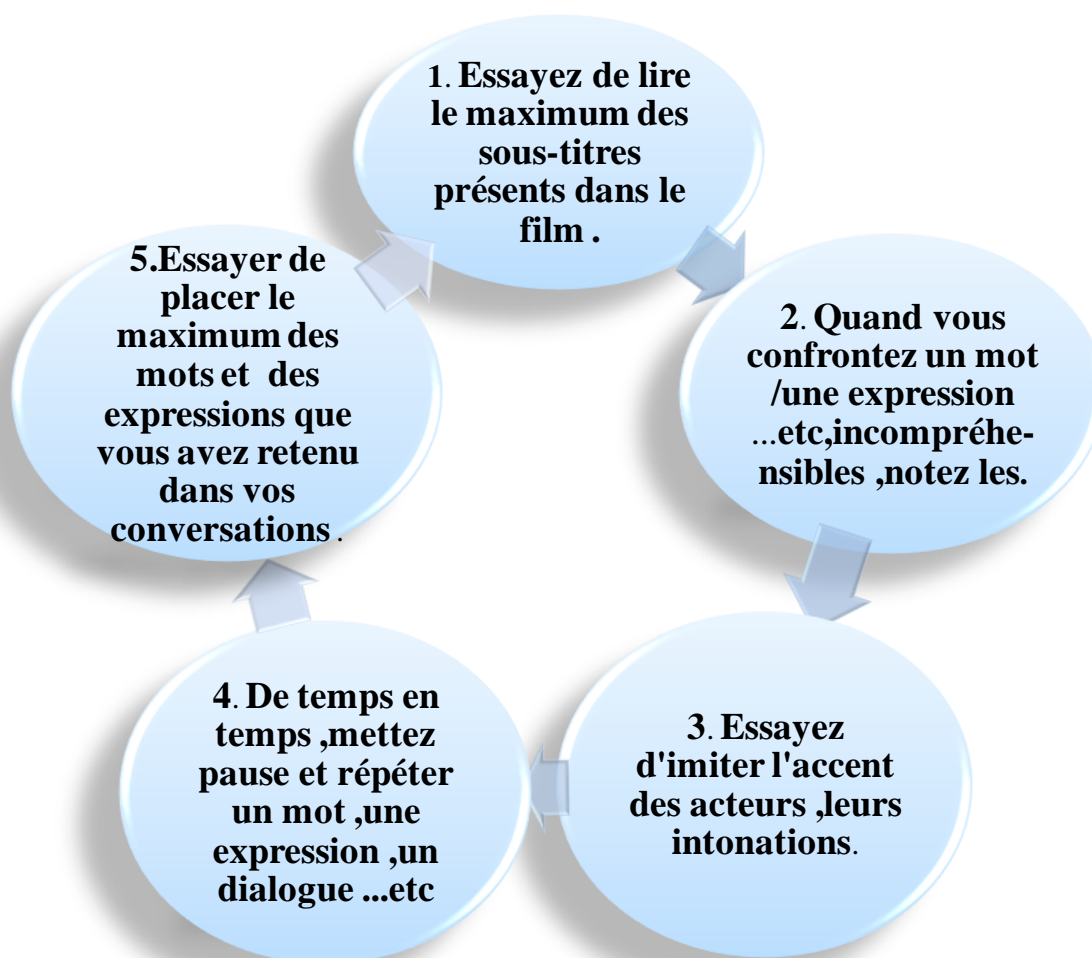 1. Essayez de lire
le maximum des
sous-titres
présents dans le
film .
2. Quand vous
confrontez un mot
/une expression
...etc,incompréhe-
nsibles ,notez les.
3. Essayez
d'imiter l'accent
des acteurs ,leurs
intonations.
4. De temps en
temps ,mettez
pause et répéter
un mot ,une
expression ,un
dialogue ...etc
5.Essayer de
placer le
maximum des
mots et des
expressions que
vous avez retenu
dans vos
conversations .